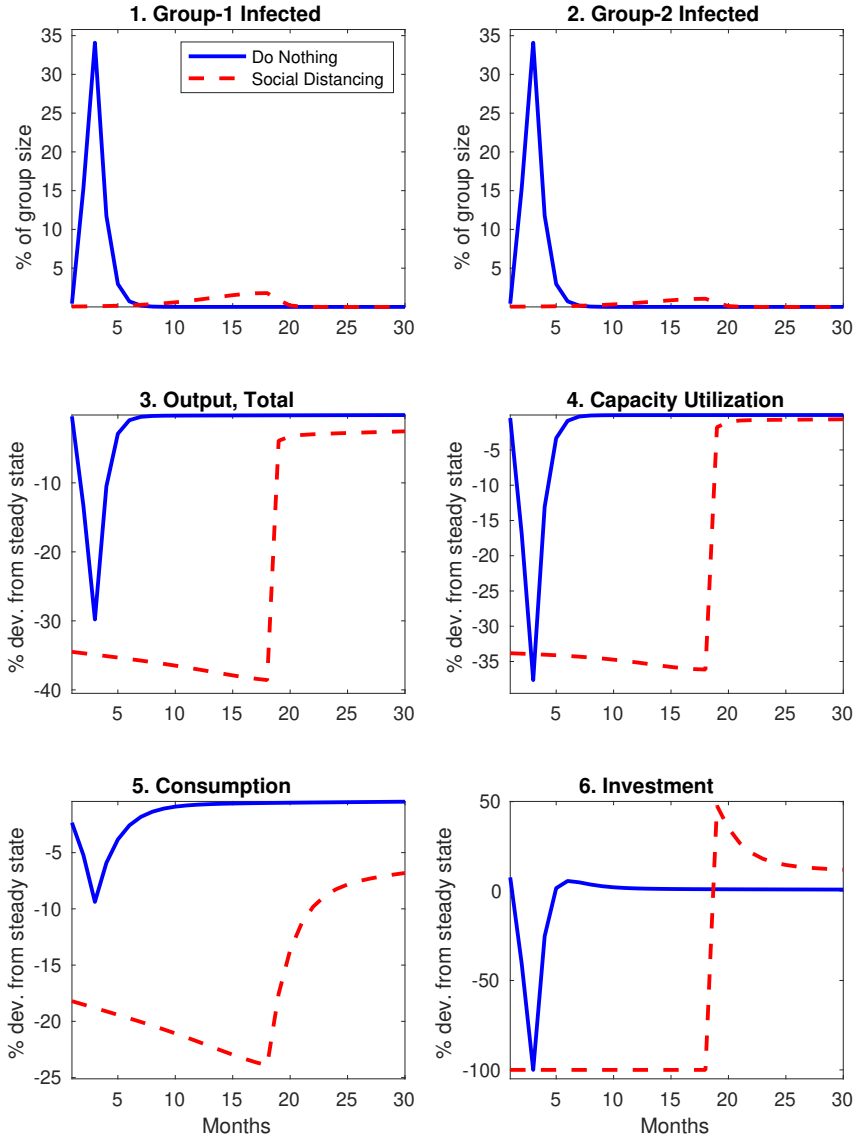 1. Group-1 Infected
% of group size
35
30
25
20
15
10
5
5 10 15 20 25 30
Do Nothing
Social Distancing
2. Group-2 Infected
% of group size
35
30
25
20
15
10
5
5 10 15 20 25 30
3. Output, Total
% dev. from steady state
-10
-20
-30
-40
5 10 15 20 25 30
4. Capacity Utilization
% dev. from steady state
-5
-10
-15
-20
-25
-30
-35
5 10 15 20 25 30
5. Consumption
% dev. from steady state
-5
-10
-15
-20
-25
5 10 15 20 25 30
Months
6. Investment
% dev. from steady state
50
0
-50
-100
5 10 15 20 25 30
Months